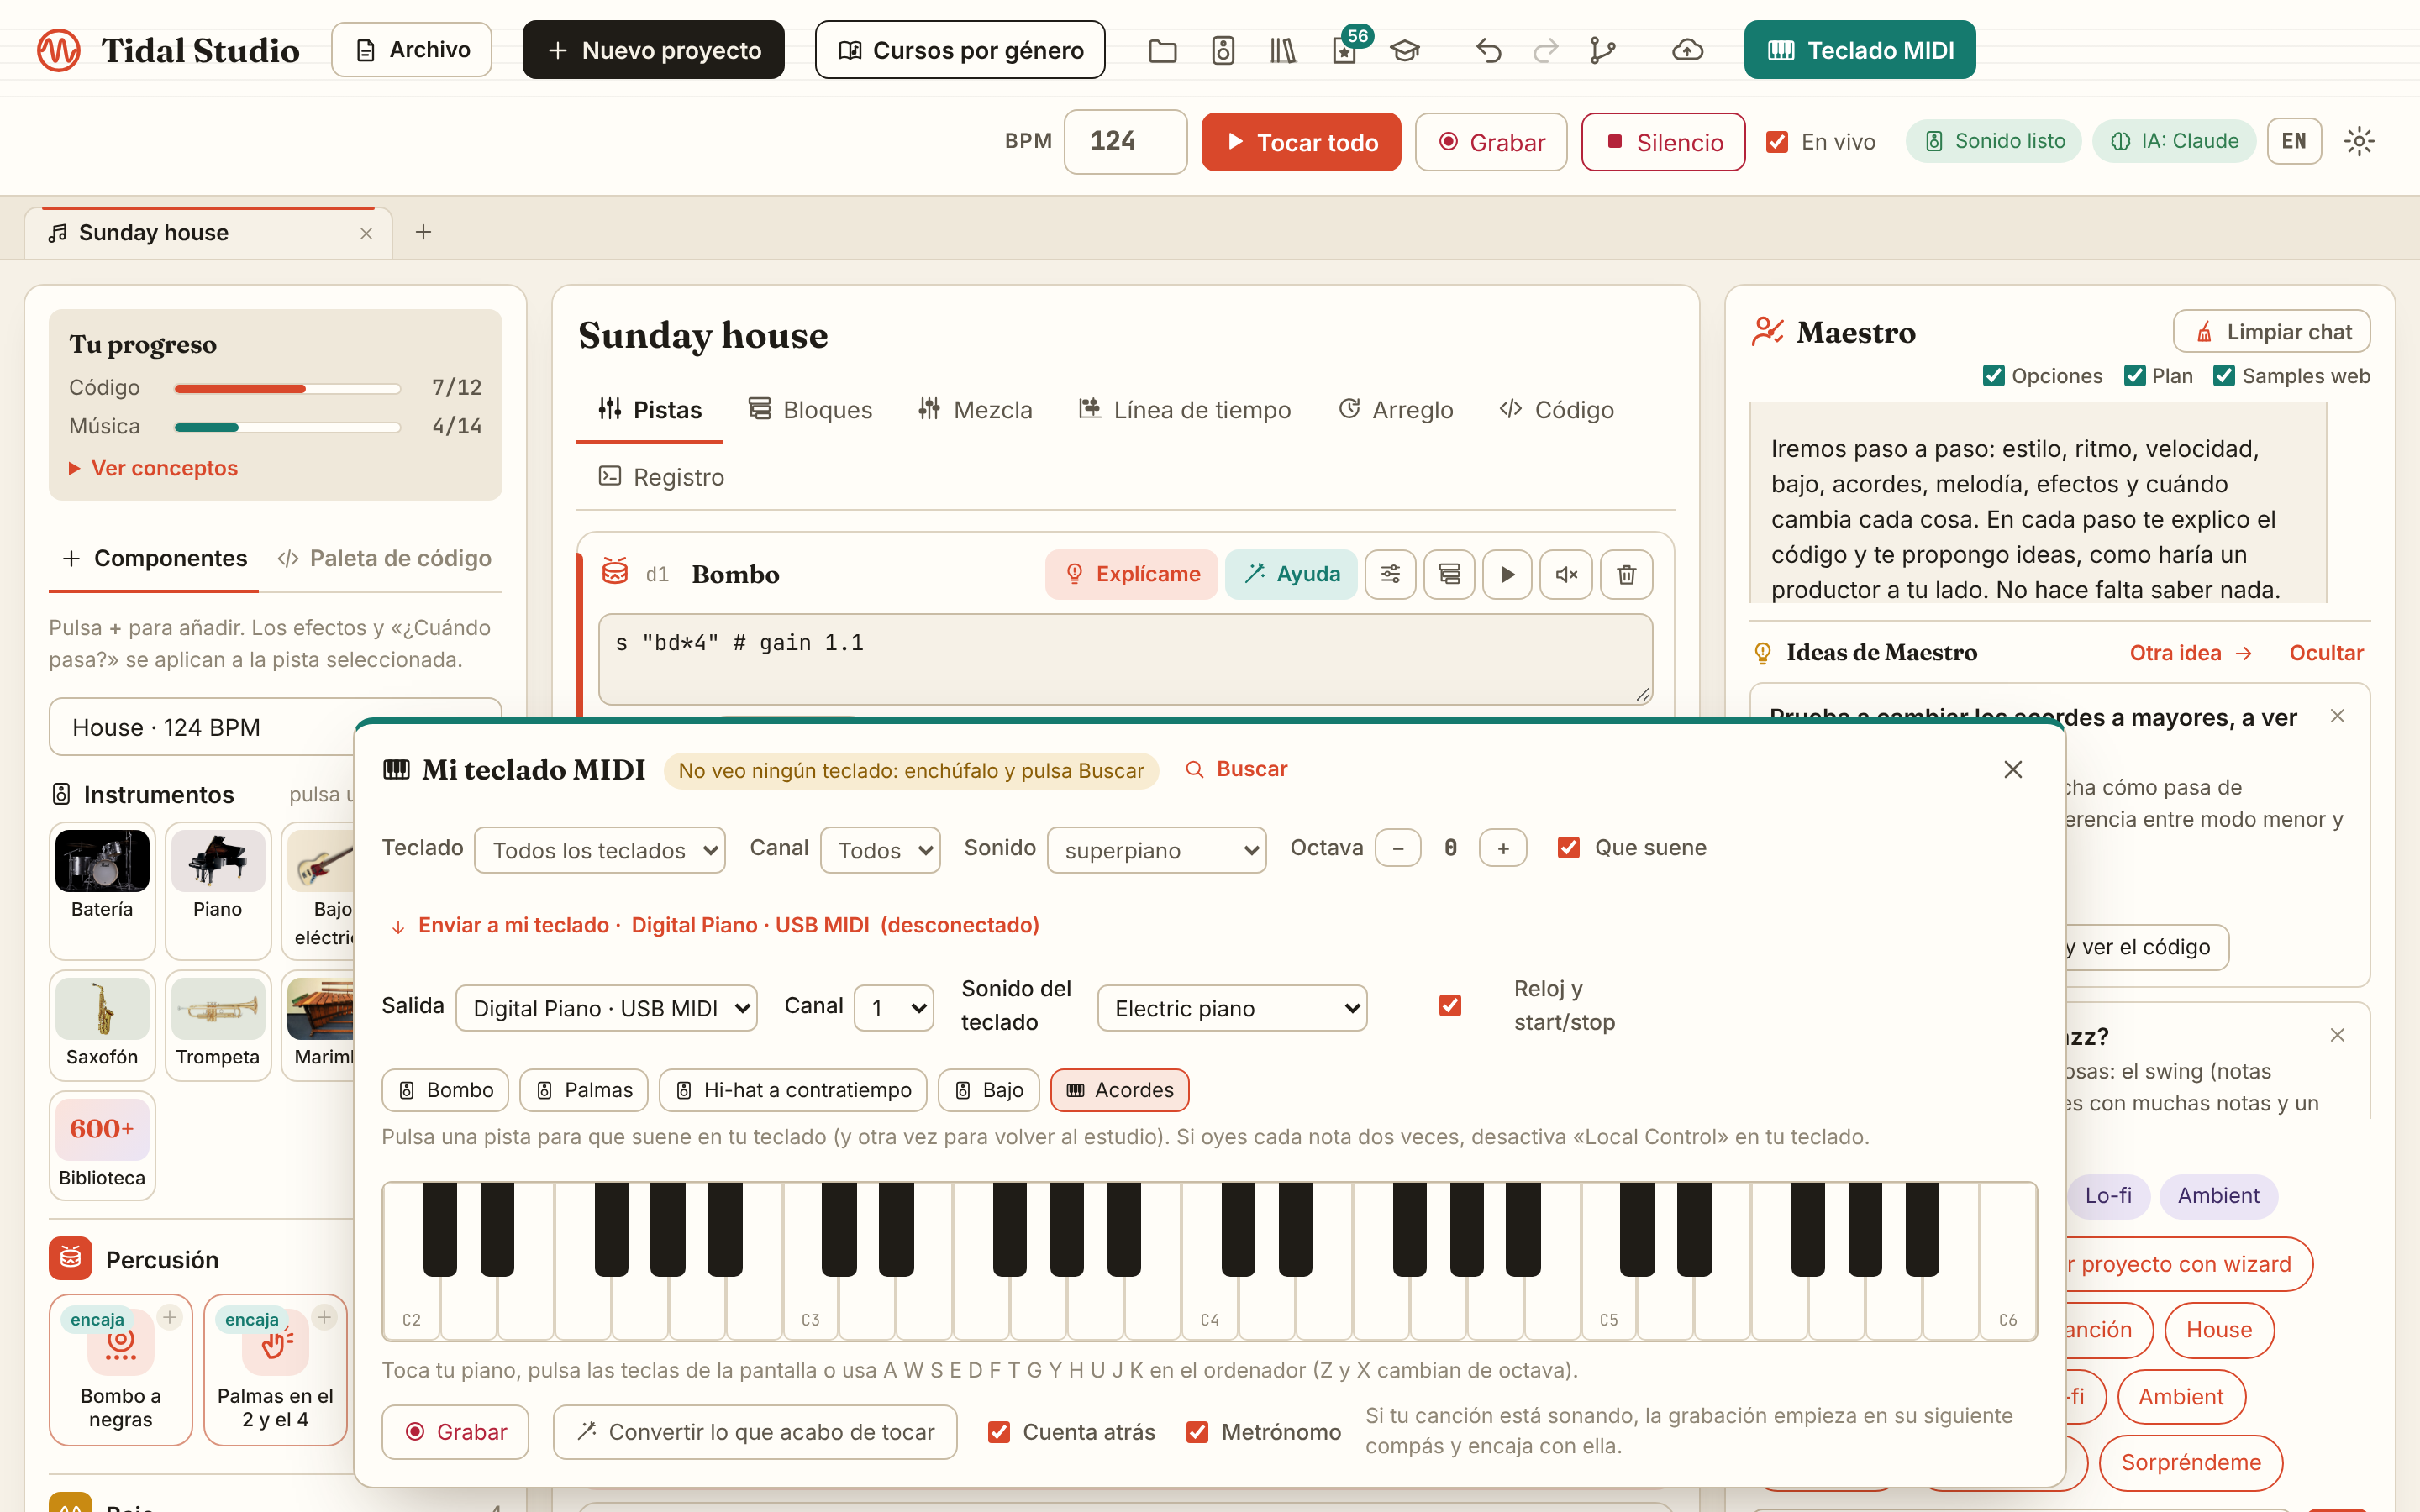 Tidal Studio
Archivo
Nuevo proyecto
Cursos por género
56
Teclado MIDI
BPM
124
Tocar todo
Grabar
Silencio
En vivo
Sonido listo
IA: Claude
EN
Sunday house
Tu progreso
Código 7/12
Música 4/14
Ver conceptos
Componentes
Paleta de código
Pulsa + para añadir. Los efectos y «¿Cuándo
pasa?» se aplican a la pista seleccionada.
House · 124 BPM
Instrumentos
pulsa
Batería
Piano
Bajo
Saxofón
Trompeta
600+
Biblioteca
Percusión
encaja
Bombo a
negras
encaja
Palmas en el
2 y el 4
Sunday house
Pistas
Bloques
Mezcla
Línea de tiempo
Arreglo
Código
Registro
d1
Bombo
Explícame
Ayuda
s "bd*4" # gain 1.1
Maestro
Limpiar chat
Opciones
Plan
Samples web
Iremos paso a paso: estilo, ritmo, velocidad,
bajo, acordes, melodía, efectos y cuándo
cambia cada cosa. En cada paso te explico el
código y te propongo ideas, como haría un
productor a tu lado. No hace falta saber nada.
Ideas de Maestro
Otra idea →
Ocultar
Prueba a cambiar los acordes a mayores, a ver
cómo pasa de
modo menor y
y ver el código
el swing (notas
con muchas notas y un
Lo-fi
Ambient
proyecto con wizard
House
Ambient
Sorpréndeme
Mi teclado MIDI
No veo ningún teclado: enchúfalo y pulsa Buscar
Buscar
Teclado
Todos los teclados
Canal
Todos
Sonido
superpiano
Octava
−
0
+
Que suene
↓ Enviar a mi teclado · Digital Piano · USB MIDI (desconectado)
Salida
Digital Piano · USB MIDI
Canal
1
Sonido del
teclado
Electric piano
Reloj y
start/stop
Bombo
Palmas
Hi-hat a contratiempo
Bajo
Acordes
Pulsa una pista para que suene en tu teclado (y otra vez para volver al estudio). Si oyes cada nota dos veces, desactiva «Local Control» en tu teclado.
C2
C3
C4
C5
C6
Toca tu piano, pulsa las teclas de la pantalla o usa A W S E D F T G Y H U J K en el ordenador (Z y X cambian de octava).
Grabar
Convertir lo que acabo de tocar
Cuenta atrás
Metrónomo
Si tu canción está sonando, la grabación empieza en su siguiente
compás y encaja con ella.